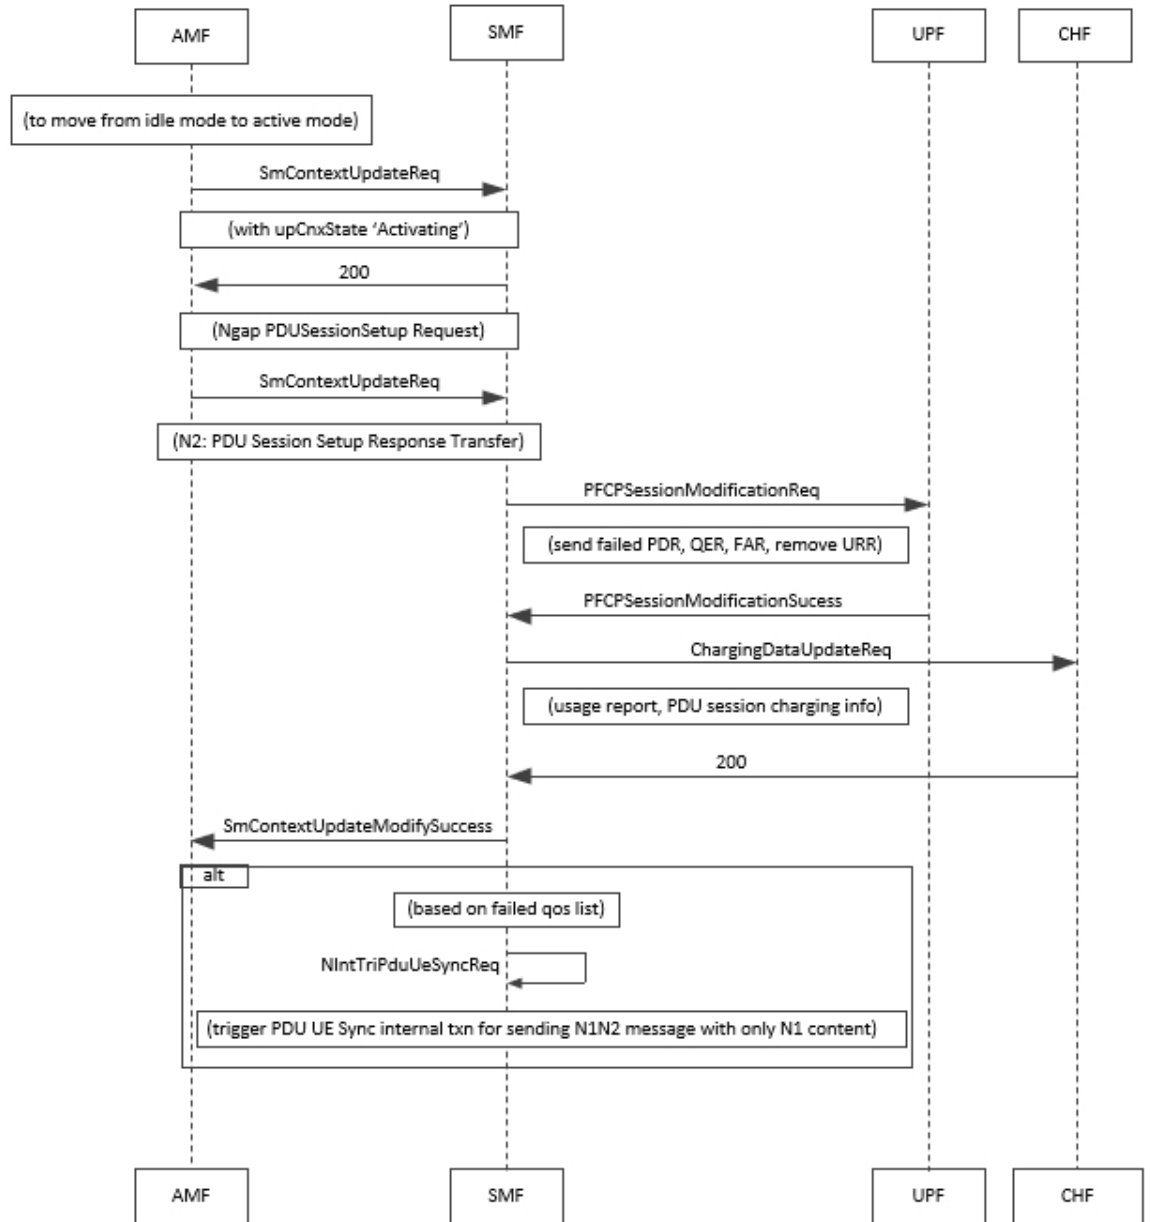 AMF
SMF
UPF
CHF
(to move from idle mode to active mode)
SmContextUpdateReq
(with upCnxState ‘Activating’)
200
(Ngap PDUSessionSetup Request)
SmContextUpdateReq
(N2: PDU Session Setup Response Transfer)
PFCPSessionModificationReq
(send failed PDR, QER, FAR, remove URR)
PFCPSessionModificationSucess
ChargingDataUpdateReq
(usage report, PDU session charging info)
200
SmContextUpdateModifySuccess
alt
(based on failed qos list)
NIntTriPduUeSyncReq
(trigger PDU UE Sync internal txn for sending N1N2 message with only N1 content)
AMF
SMF
UPF
CHF